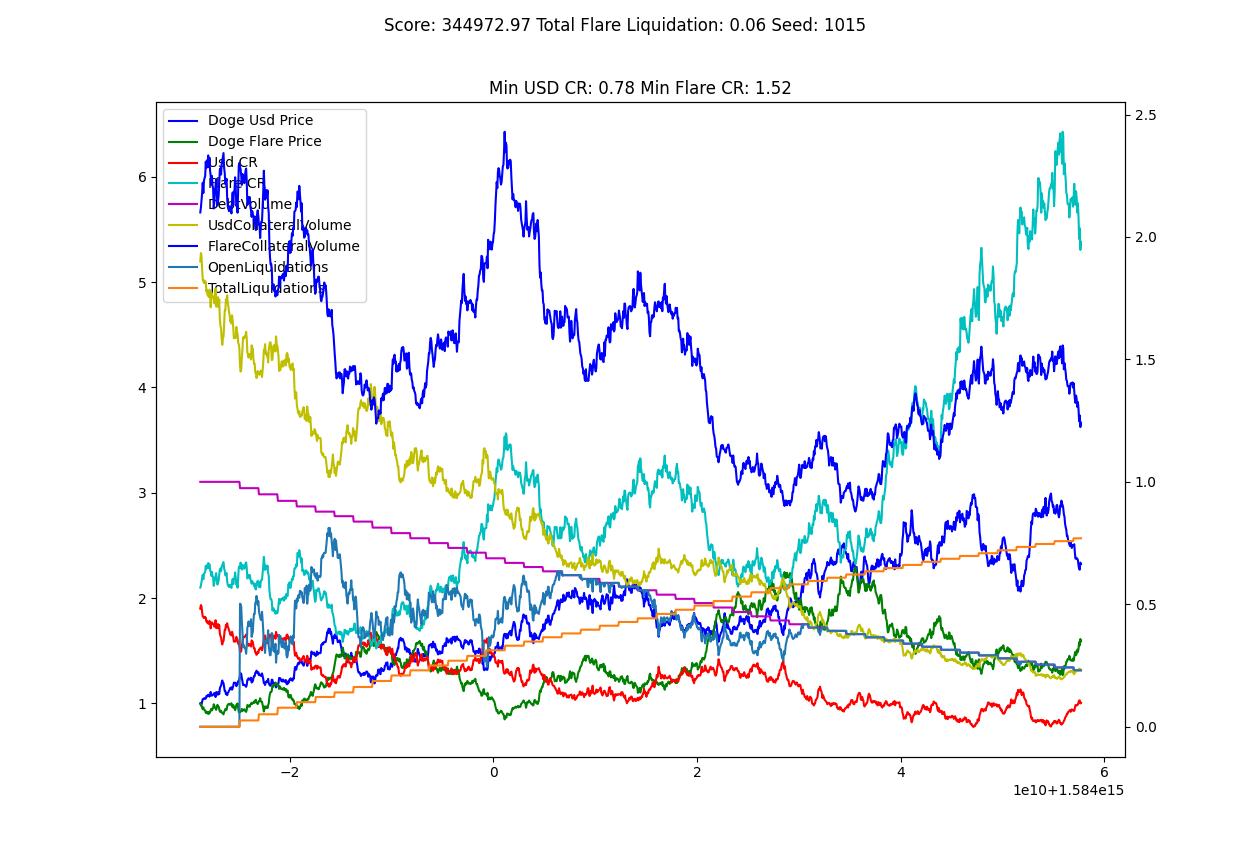 Score: 344972.97 Total Flare Liquidation: 0.06 Seed: 1015
Min USD CR: 0.78 Min Flare CR: 1.52
Doge Usd Price
Doge Flare Price
Usd CR
Flare CR
DebtVolume
UsdCollateralVolume
FlareCollateralVolume
OpenLiquidations
TotalLiquidations
6
5
4
3
2
1
2.5
2.0
1.5
1.0
0.5
0.0
−2
0
2
4
6
1e10+1.584e15